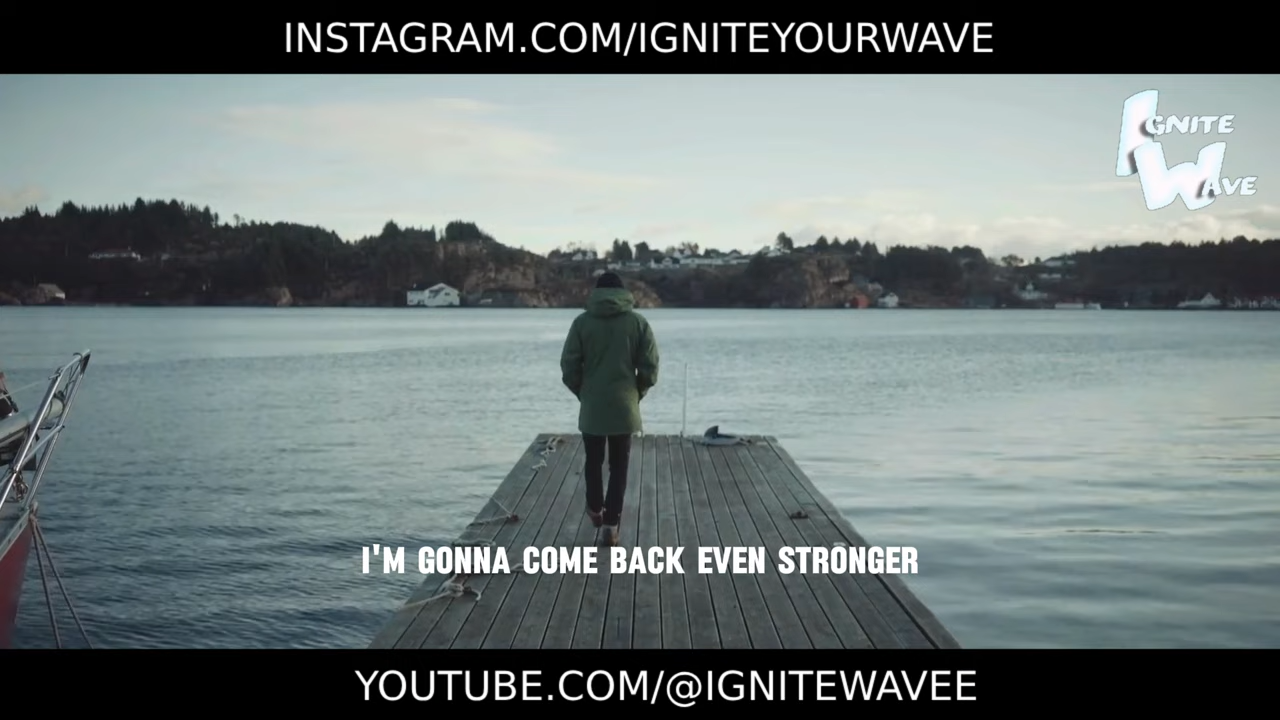 INSTAGRAM.COM/IGNITEYOURWAVE
IGNITE
WAVE
I'M GONNA COME BACK EVEN STRONGER
YOUTUBE.COM/@IGNITEWAVEE